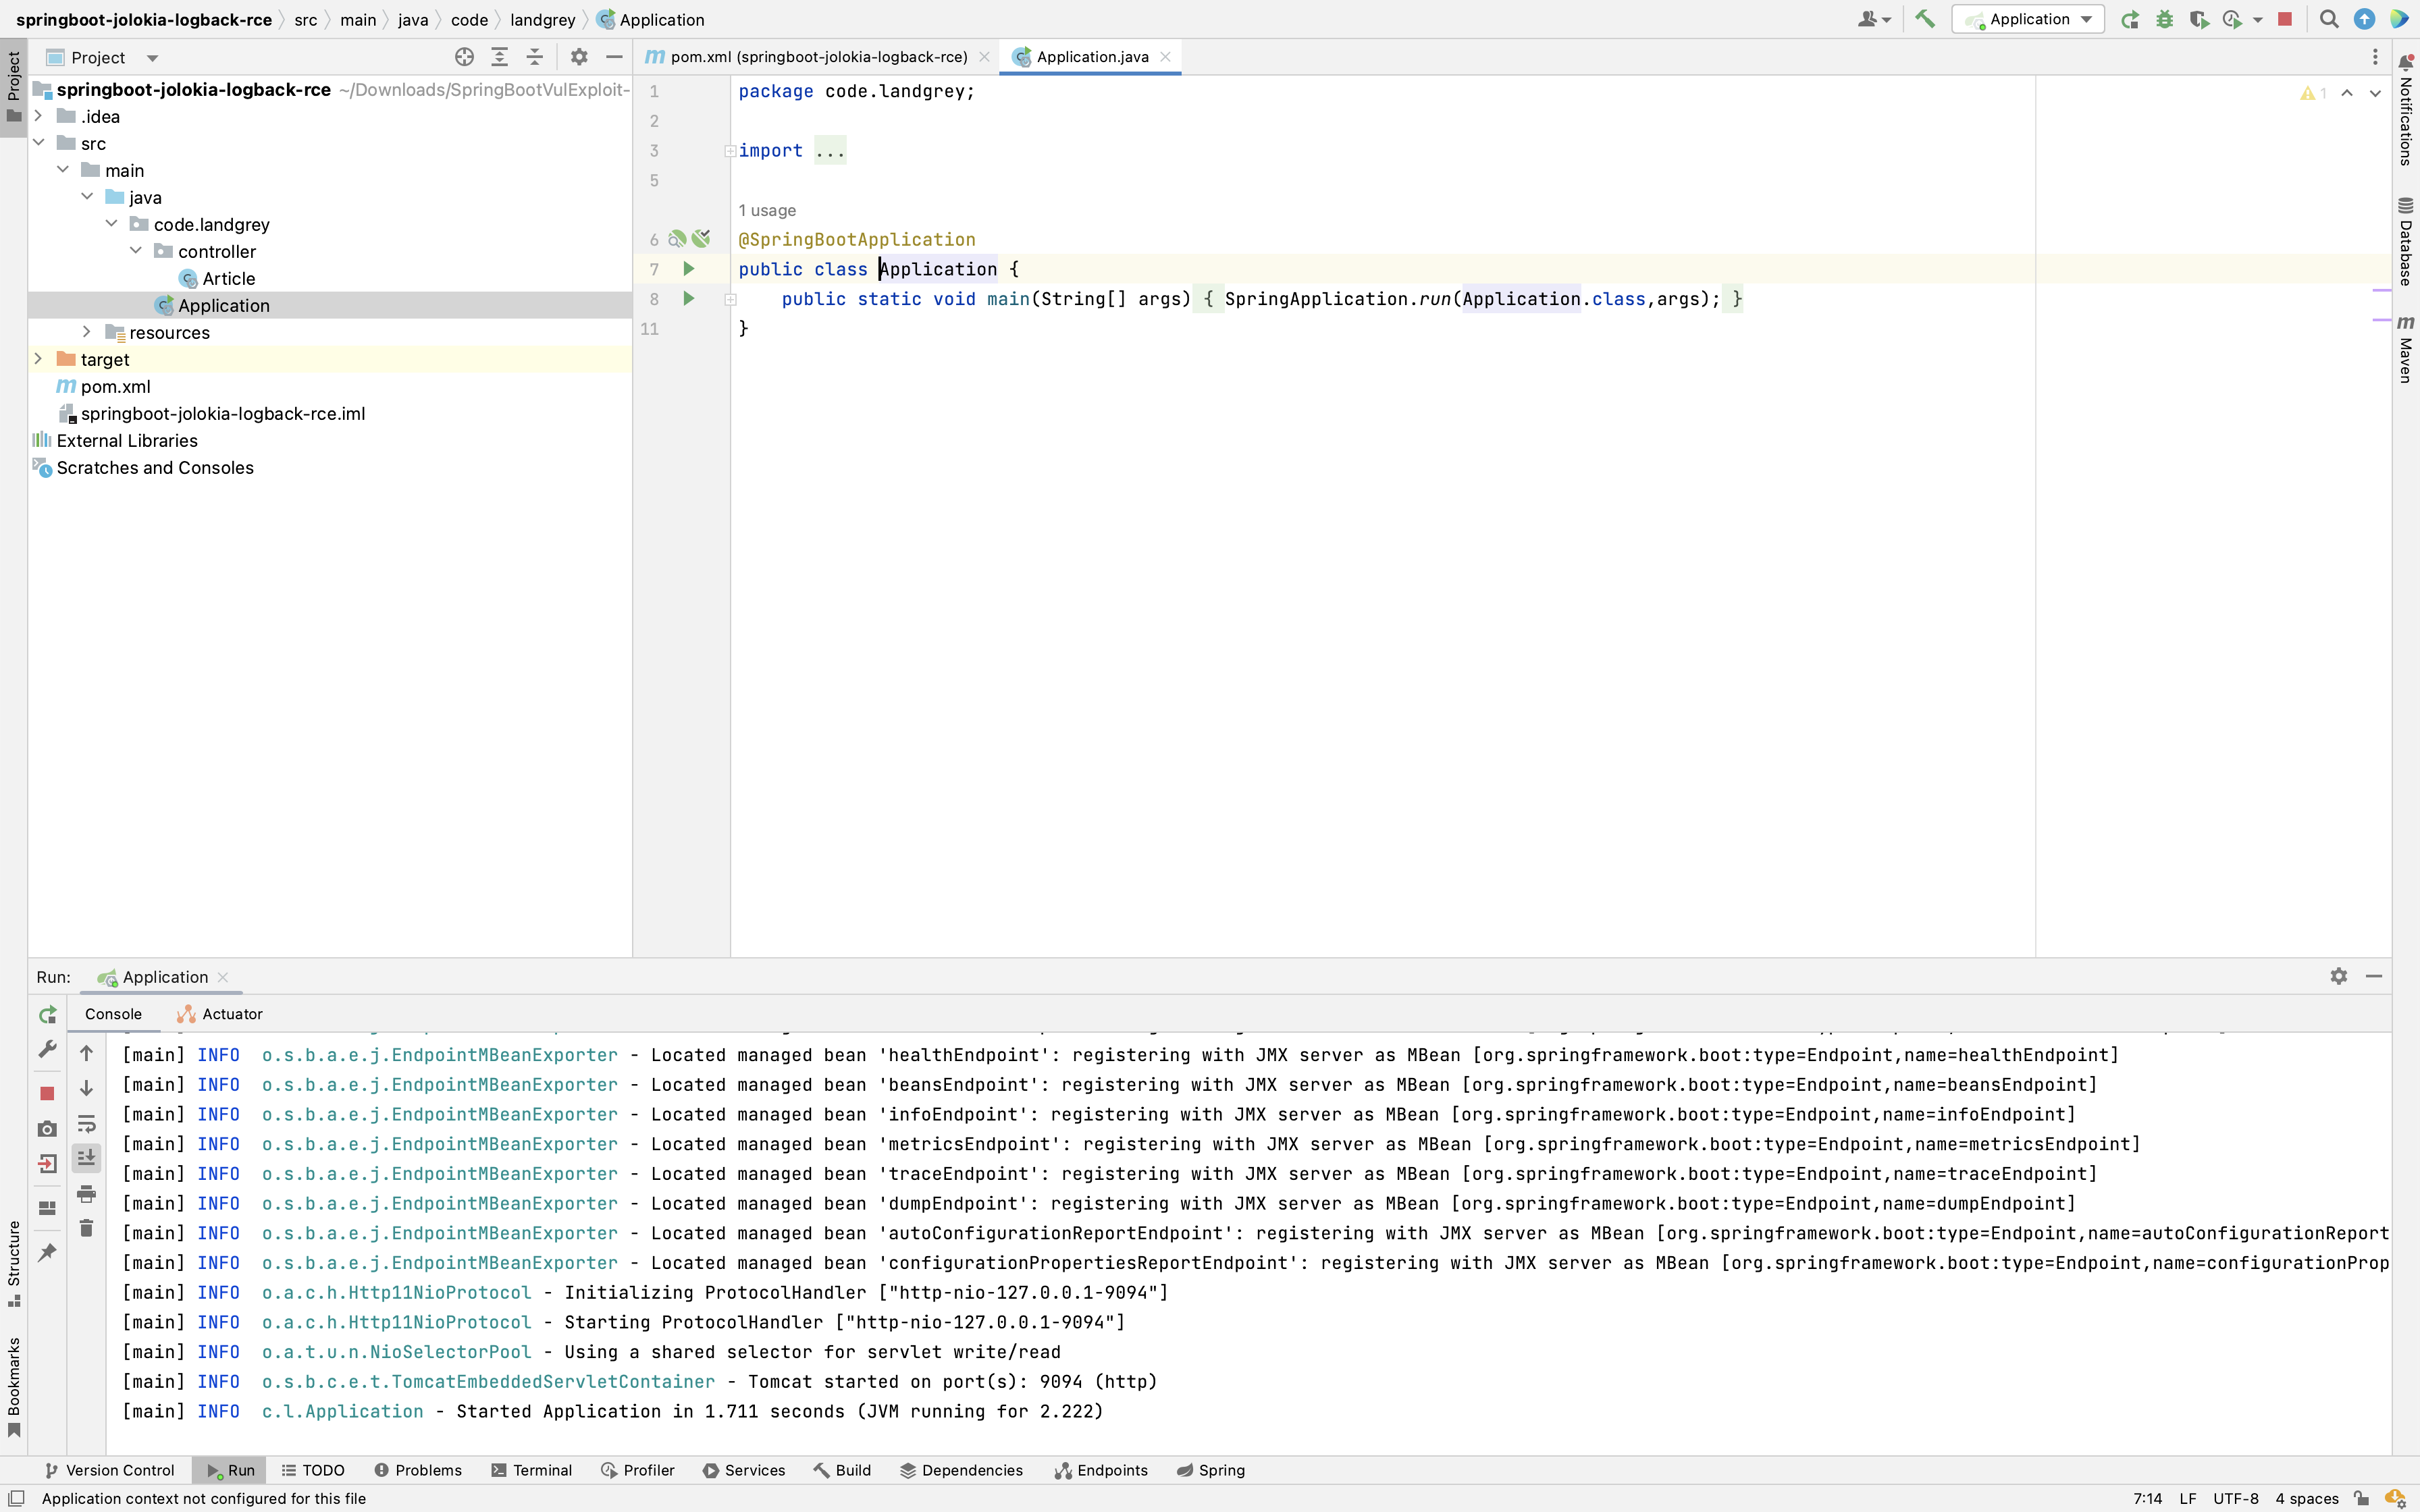 springboot-jolokia-logback-rce src main java code landgrey Application
Application
Project
pom.xml (springboot-jolokia-logback-rce)
Application.java
Project
springboot-jolokia-logback-rce ~/Downloads/SpringBootVulExploit-
.idea
src
main
java
code.landgrey
controller
Article
Application
resources
target
pom.xml
springboot-jolokia-logback-rce.iml
External Libraries
Scratches and Consoles
1 package code.landgrey;
2
3 import ...
5
1 usage
6 @SpringBootApplication
7 public class Application {
8 public static void main(String[] args) { SpringApplication.run(Application.class,args); }
11 }
1
Notifications
Database
Maven
Run: Application
Console Actuator
[main] INFO o.s.b.a.e.j.EndpointMBeanExporter - Located managed bean 'healthEndpoint': registering with JMX server as MBean [org.springframework.boot:type=Endpoint,name=healthEndpoint]
[main] INFO o.s.b.a.e.j.EndpointMBeanExporter - Located managed bean 'beansEndpoint': registering with JMX server as MBean [org.springframework.boot:type=Endpoint,name=beansEndpoint]
[main] INFO o.s.b.a.e.j.EndpointMBeanExporter - Located managed bean 'infoEndpoint': registering with JMX server as MBean [org.springframework.boot:type=Endpoint,name=infoEndpoint]
[main] INFO o.s.b.a.e.j.EndpointMBeanExporter - Located managed bean 'metricsEndpoint': registering with JMX server as MBean [org.springframework.boot:type=Endpoint,name=metricsEndpoint]
[main] INFO o.s.b.a.e.j.EndpointMBeanExporter - Located managed bean 'traceEndpoint': registering with JMX server as MBean [org.springframework.boot:type=Endpoint,name=traceEndpoint]
[main] INFO o.s.b.a.e.j.EndpointMBeanExporter - Located managed bean 'dumpEndpoint': registering with JMX server as MBean [org.springframework.boot:type=Endpoint,name=dumpEndpoint]
[main] INFO o.s.b.a.e.j.EndpointMBeanExporter - Located managed bean 'autoConfigurationReportEndpoint': registering with JMX server as MBean [org.springframework.boot:type=Endpoint,name=autoConfigurationReport
[main] INFO o.s.b.a.e.j.EndpointMBeanExporter - Located managed bean 'configurationPropertiesReportEndpoint': registering with JMX server as MBean [org.springframework.boot:type=Endpoint,name=configurationProp
[main] INFO o.a.c.h.Http11NioProtocol - Initializing ProtocolHandler ["http-nio-127.0.0.1-9094"]
[main] INFO o.a.c.h.Http11NioProtocol - Starting ProtocolHandler ["http-nio-127.0.0.1-9094"]
[main] INFO o.a.t.u.n.NioSelectorPool - Using a shared selector for servlet write/read
[main] INFO o.s.b.c.e.t.TomcatEmbeddedServletContainer - Tomcat started on port(s): 9094 (http)
[main] INFO c.l.Application - Started Application in 1.711 seconds (JVM running for 2.222)
Structure
Bookmarks
Version Control Run TODO Problems Terminal Profiler Services Build Dependencies Endpoints Spring
Application context not configured for this file
7:14 LF UTF-8 4 spaces